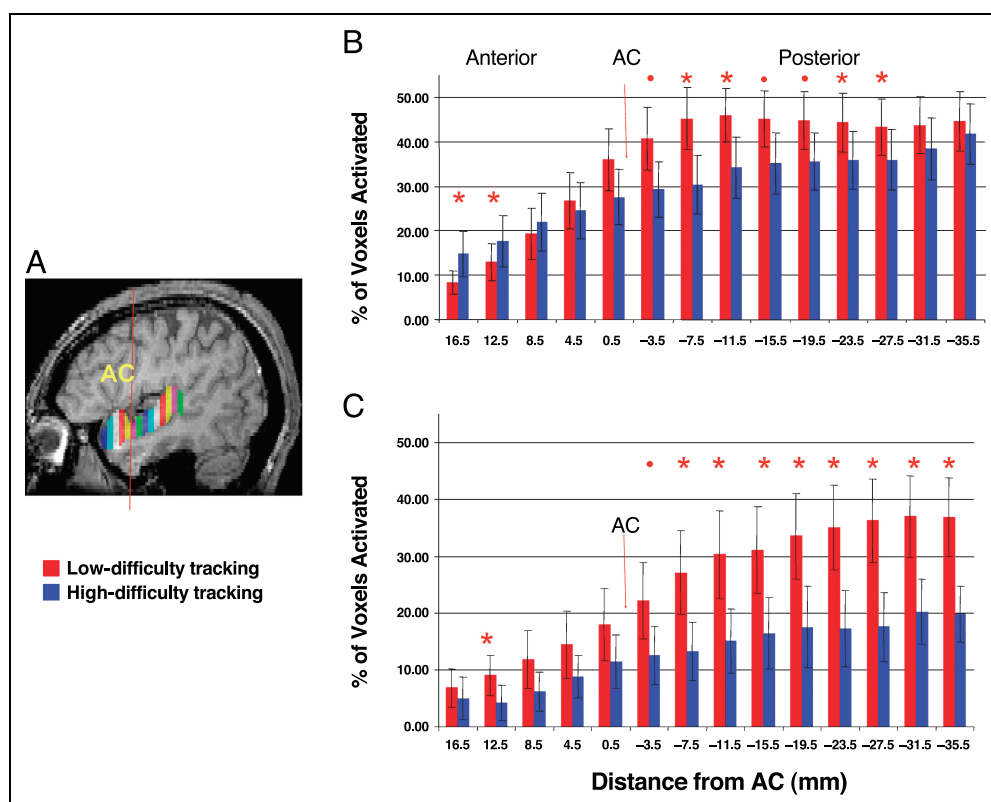 A
AC
Low-difficulty tracking
High-difficulty tracking
B
Anterior AC Posterior
• * * • • * *
% of Voxels Activated
50.00
40.00
30.00
20.00
10.00
0.00
* *
16.5 12.5 8.5 4.5 0.5 –3.5 –7.5 –11.5 –15.5 –19.5 –23.5 –27.5 –31.5 –35.5
C
% of Voxels Activated
50.00
40.00
30.00
20.00
10.00
0.00
• * * * * * * * *
AC
*
16.5 12.5 8.5 4.5 0.5 –3.5 –7.5 –11.5 –15.5 –19.5 –23.5 –27.5 –31.5 –35.5
Distance from AC (mm)